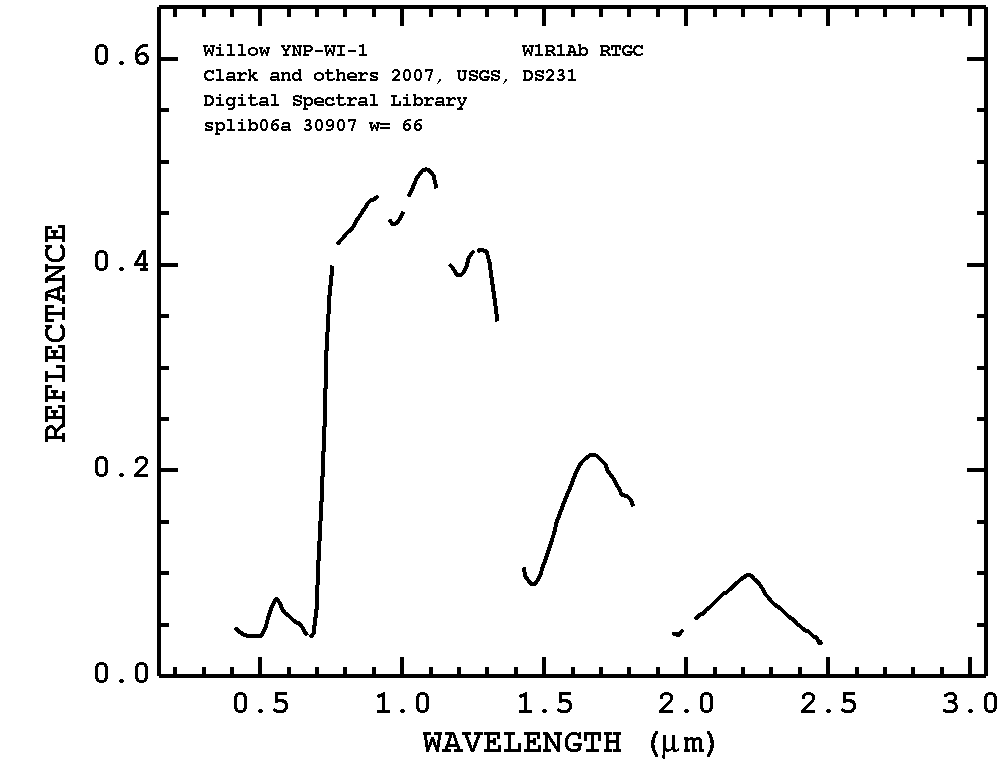 Willow YNP-WI-1 W1R1Ab RTGC
Clark and others 2007, USGS, DS231
Digital Spectral Library
splib06a 30907 w= 66
REFLECTANCE
0.6
0.4
0.2
0.0
0.5 1.0 1.5 2.0 2.5 3.0
WAVELENGTH (μm)